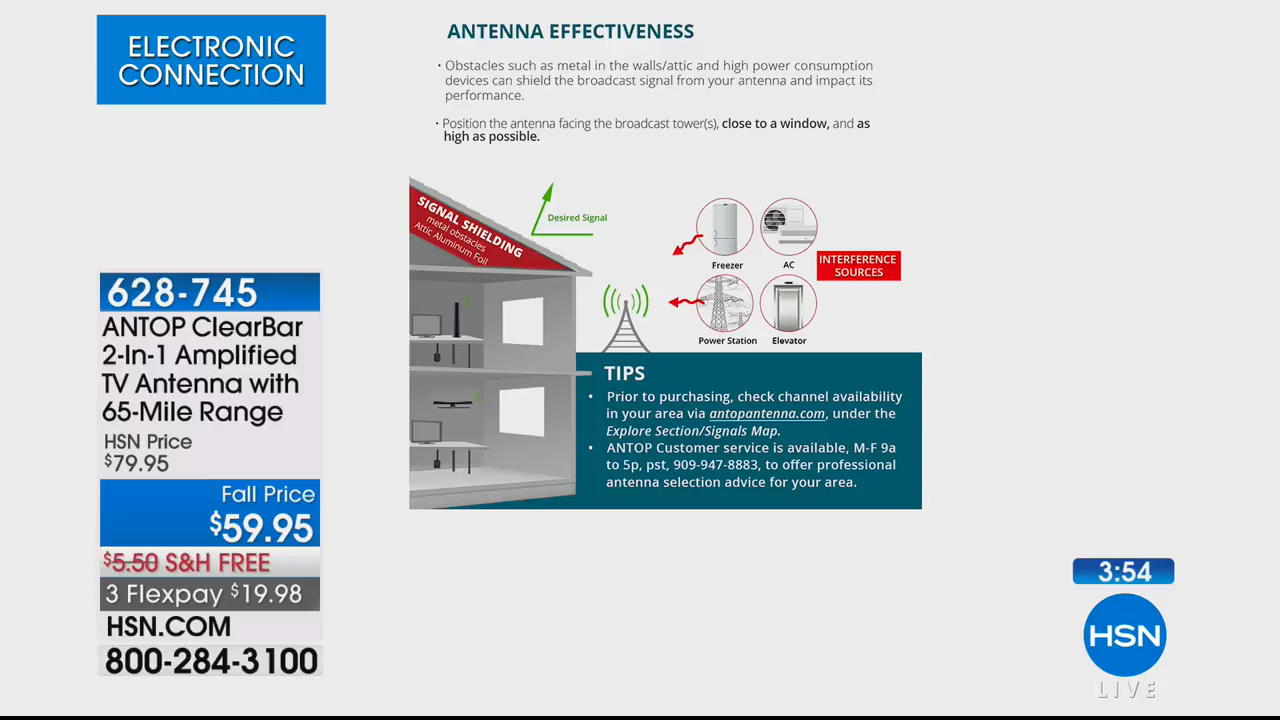 ELECTRONIC
CONNECTION
ANTENNA EFFECTIVENESS
• Obstacles such as metal in the walls/attic and high power consumption
devices can shield the broadcast signal from your antenna and impact its
performance.
• Position the antenna facing the broadcast tower(s), close to a window, and as
high as possible.
SIGNAL SHIELDING
metal obstacles
Attic Aluminum Foil
Desired Signal
Freezer
AC
INTERFERENCE
SOURCES
Power Station
Elevator
TIPS
• Prior to purchasing, check channel availability
in your area via antopantenna.com, under the
Explore Section/Signals Map.
• ANTOP Customer service is available, M-F 9a
to 5p, pst, 909-947-8883, to offer professional
antenna selection advice for your area.
628-745
ANTOP ClearBar
2-In-1 Amplified
TV Antenna with
65-Mile Range
HSN Price
$79.95
Fall Price
$59.95
$5.50 S&H FREE
3 Flexpay $19.98
HSN.COM
800-284-3100
3:54
HSN
LIVE